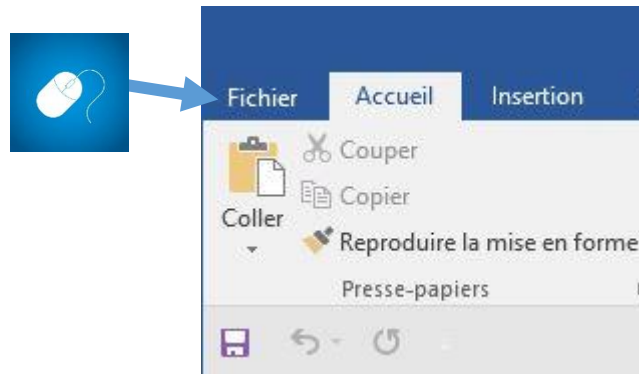 Fichier Accueil Insertion
Couper
Copier
Coller
Reproduire la mise en forme
Presse-papiers